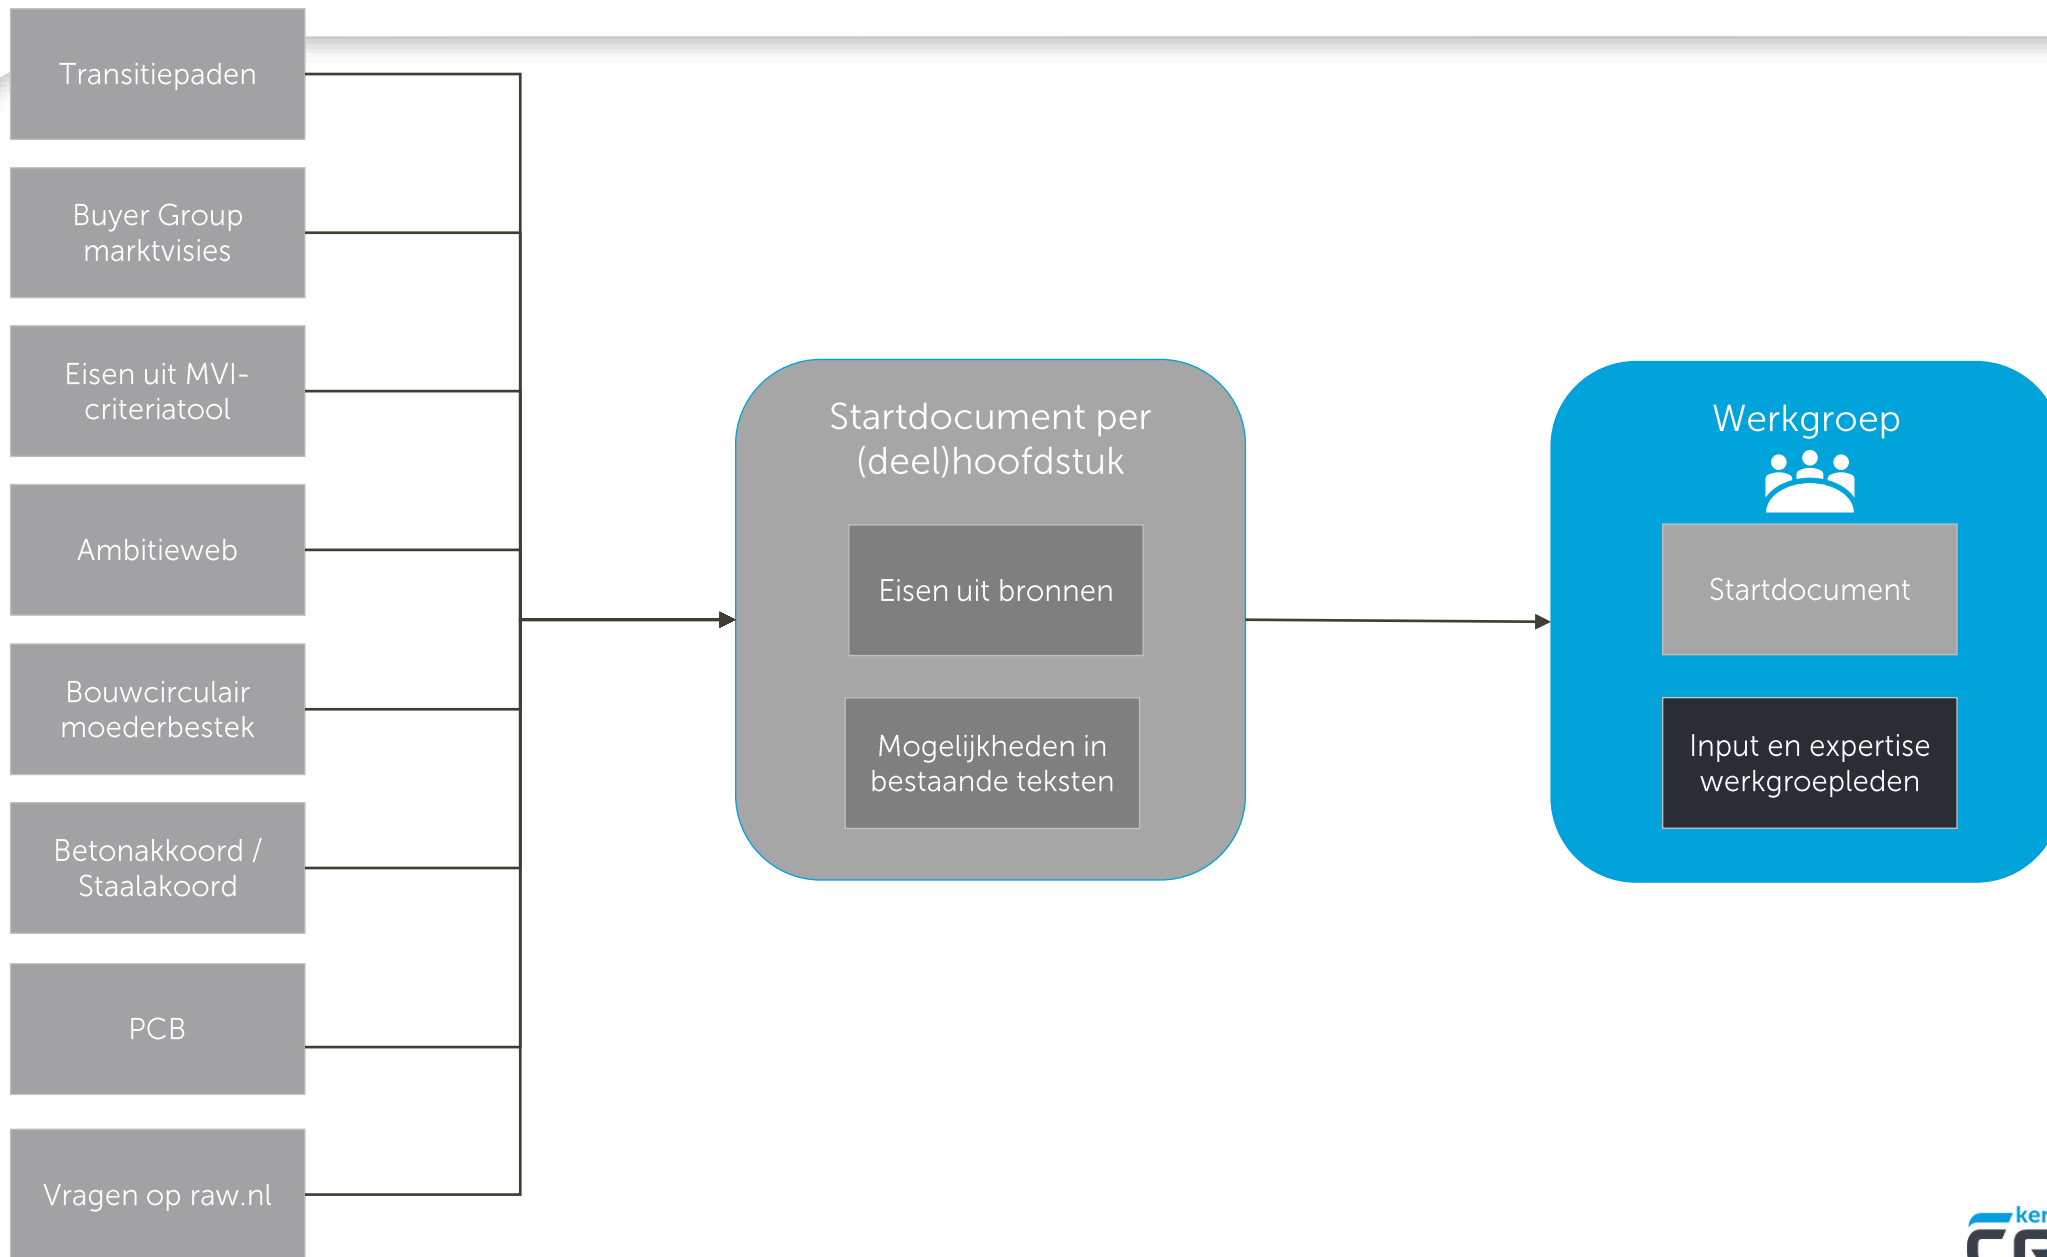 Transitiepaden
Buyer Group
marktvisies
Eisen uit MVI-
criteriatool
Ambitieweb
Bouwcirculair
moederbestek
Betonakkoord /
Staalakoord
PCB
Vragen op raw.nl
Startdocument per
(deel)hoofdstuk
Eisen uit bronnen
Mogelijkheden in
bestaande teksten
Werkgroep
Startdocument
Input en expertise
werkgroepleden